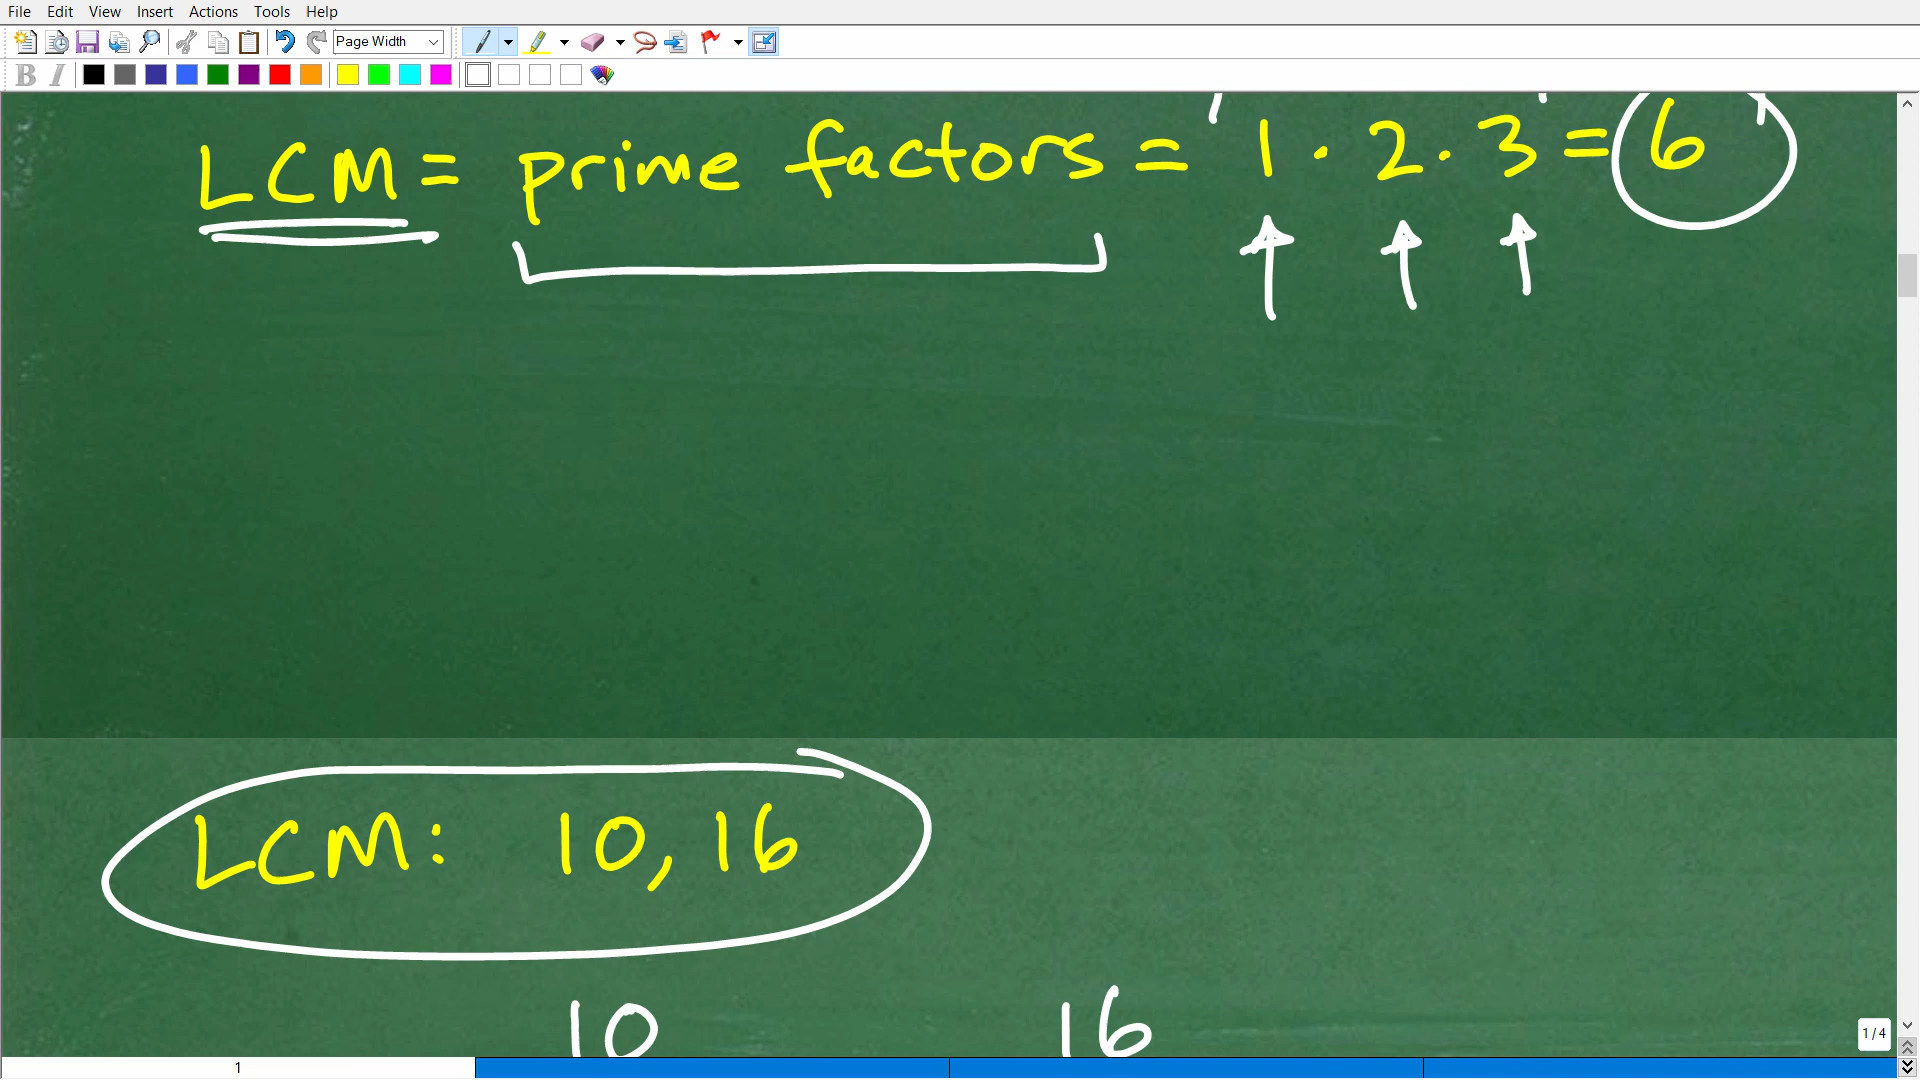 File Edit View Insert Actions Tools Help
Page Width
B I
LCM = prime factors = 1 · 2 · 3 = 6
LCM: 10, 16
10 16
1 / 4
1